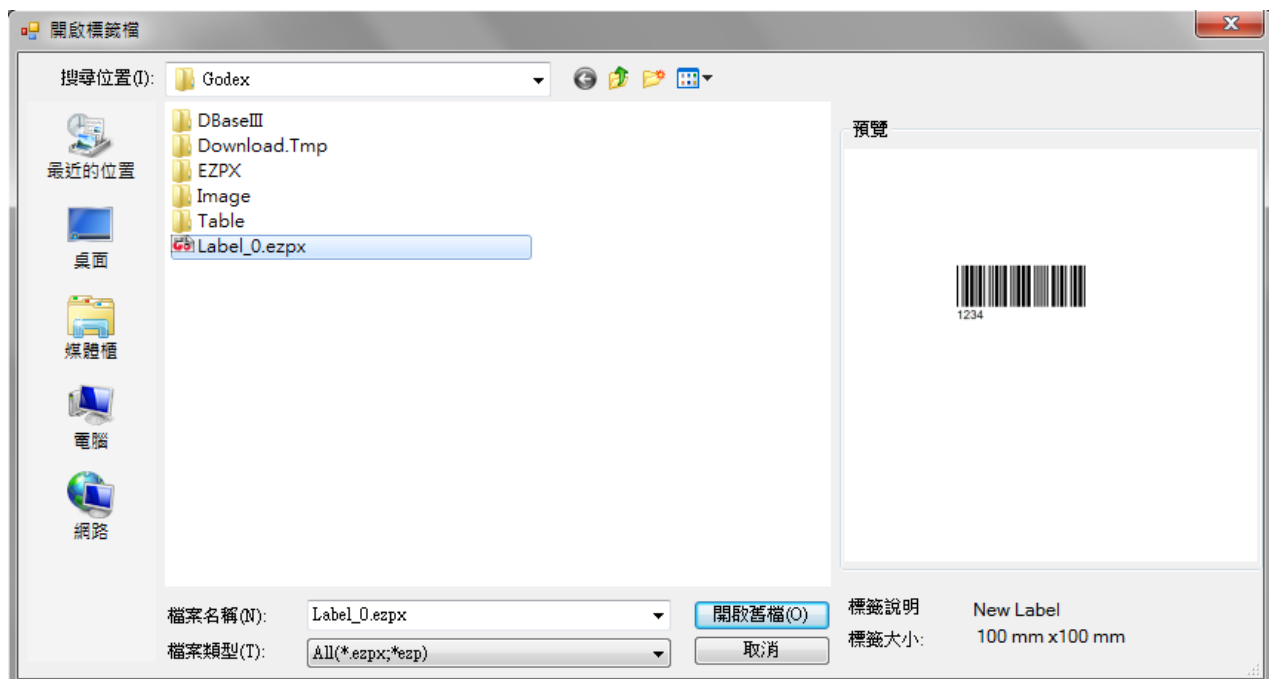 開啟標籤檔
搜尋位置(I):
Godex
最近的位置
桌面
媒體櫃
電腦
網路
DBaseⅢ
Download.Tmp
EZPX
Image
Table
Label_0.ezpx
預覽
1234
檔案名稱(N):
Label_0.ezpx
開啟舊檔(O)
檔案類型(T):
All(*.ezpx;*ezp)
取消
標籤說明
New Label
標籤大小:
100 mm x100 mm